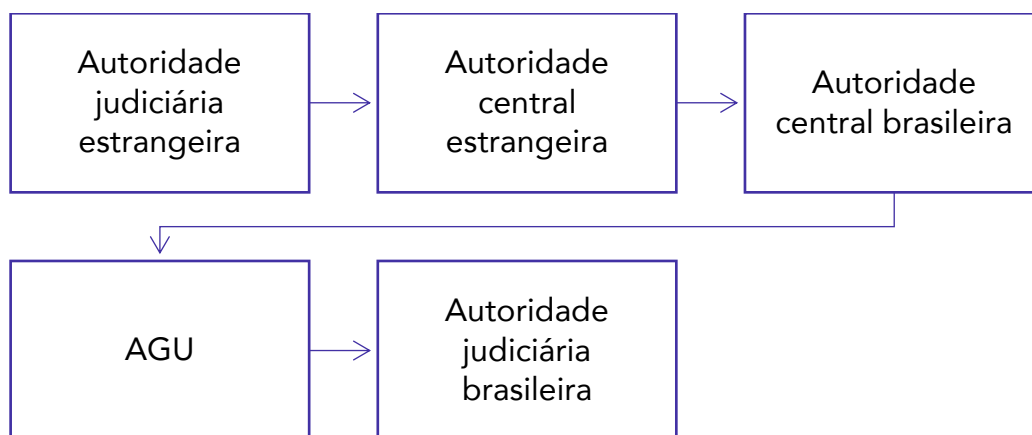 Autoridade
judiciária
estrangeira
Autoridade
central
estrangeira
Autoridade
central brasileira
AGU
Autoridade
judiciária
brasileira